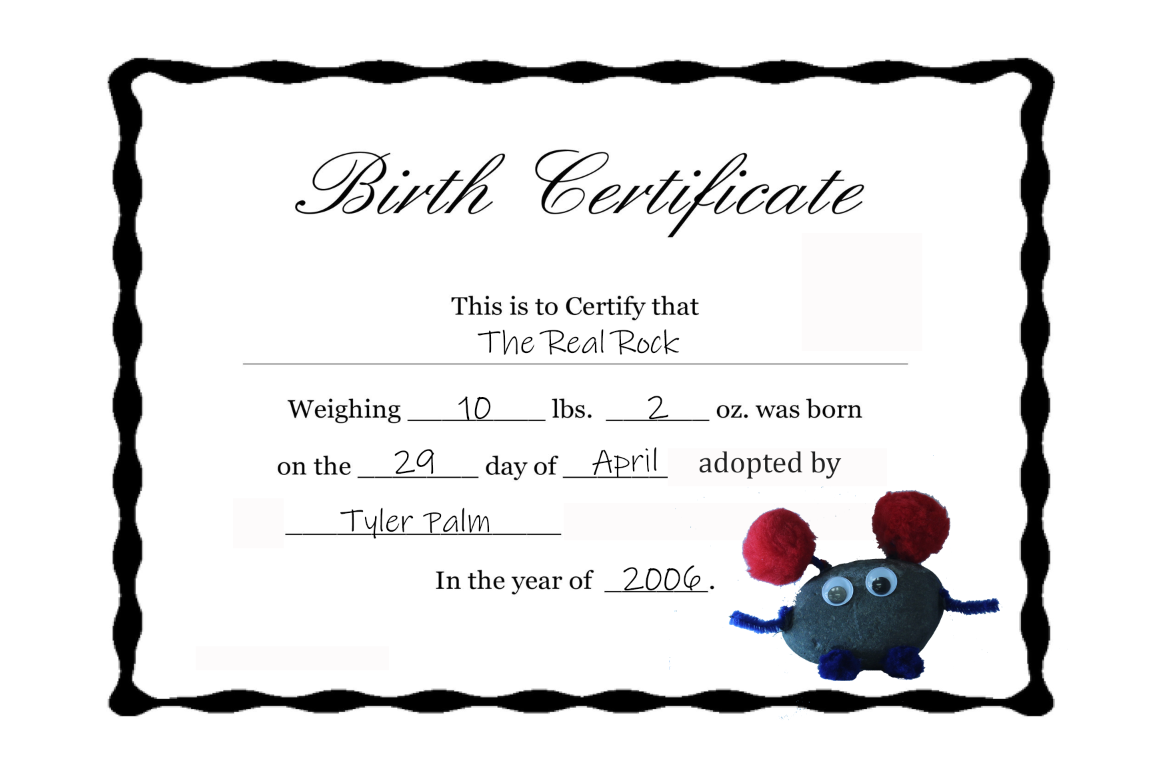 Birth Certificate
This is to Certify that
The Real Rock
Weighing 10 lbs. 2 oz. was born
on the 29 day of April adopted by
Tyler Palm
In the year of 2006.